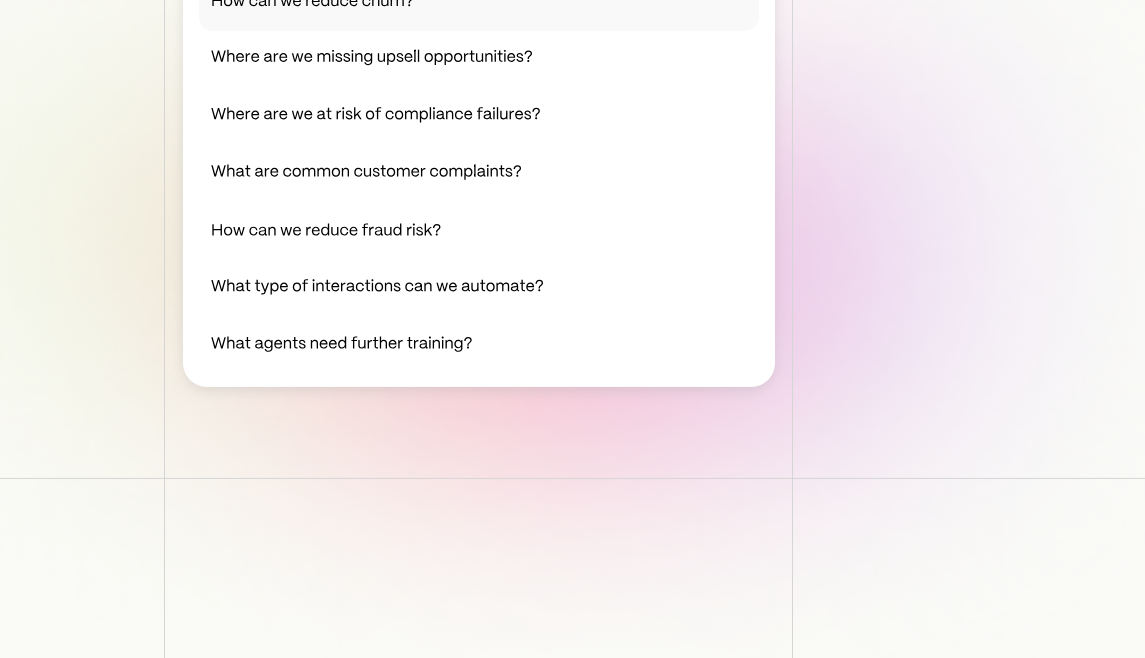 How can we reduce churn?
Where are we missing upsell opportunities?
Where are we at risk of compliance failures?
What are common customer complaints?
How can we reduce fraud risk?
What type of interactions can we automate?
What agents need further training?